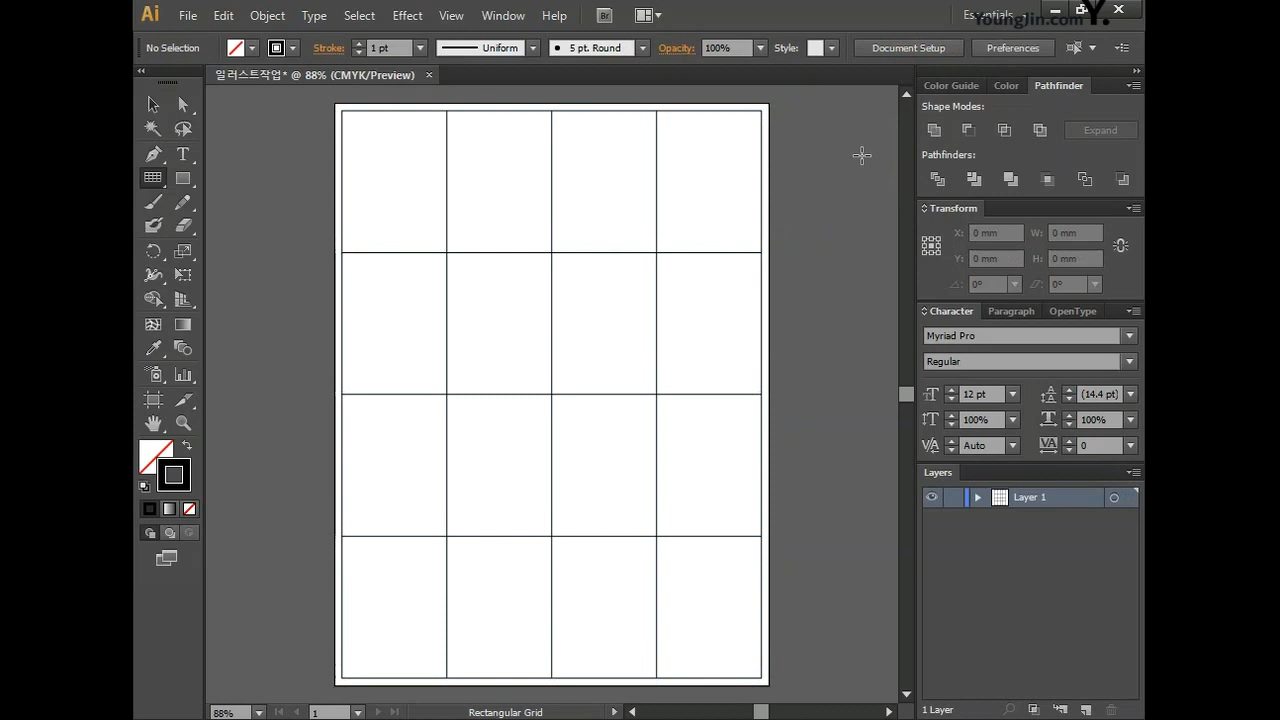 Ai File Edit Object Type Select Effect View Window Help Br Essentials
YoungJin.com Y.
No Selection Stroke: 1 pt Uniform 5 pt. Round Opacity: 100% Style: Document Setup Preferences
일러스트작업* @ 88% (CMYK/Preview) ×
Color Guide Color Pathfinder
Shape Modes:
Expand
Pathfinders:
Transform
X: 0 mm W: 0 mm
Y: 0 mm H: 0 mm
0° 0°
Character Paragraph OpenType
Myriad Pro
Regular
12 pt (14.4 pt)
100% 100%
Auto 0
Layers
Layer 1
1 Layer
88% 1 Rectangular Grid